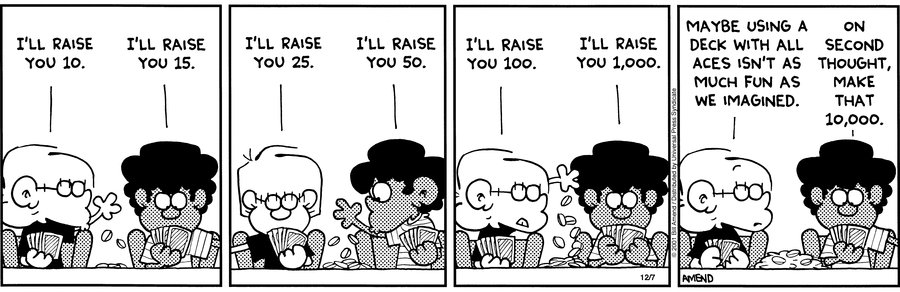 I'LL RAISE
YOU 10.
I'LL RAISE
YOU 15.
I'LL RAISE
YOU 25.
I'LL RAISE
YOU 50.
I'LL RAISE
YOU 100.
I'LL RAISE
YOU 1,000.
12/7
MAYBE USING A
DECK WITH ALL
ACES ISN'T AS
MUCH FUN AS
WE IMAGINED.
ON
SECOND
THOUGHT,
MAKE
THAT
10,000.
AMEND